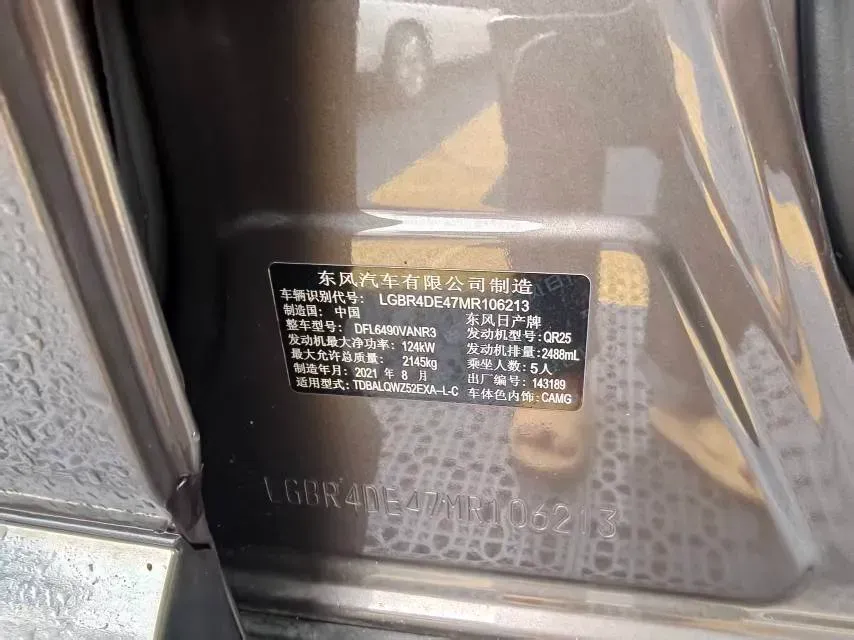 东风汽车有限公司制造
车辆识别代号: LGBR4DE47MR106213
制造国: 中国 东风日产牌
整车型号: DFL6490VANR3 发动机型号: QR25
发动机最大净功率: 124kW 发动机排量: 2488mL
最大允许总质量: 2145kg 乘坐人数: 5人
制造年月: 2021 年 8 月 出厂编号: 143189
适用型式: TDBALQWZ52EXA-L-C 车体色内饰: CAMG
LGBR4DE47MR106213